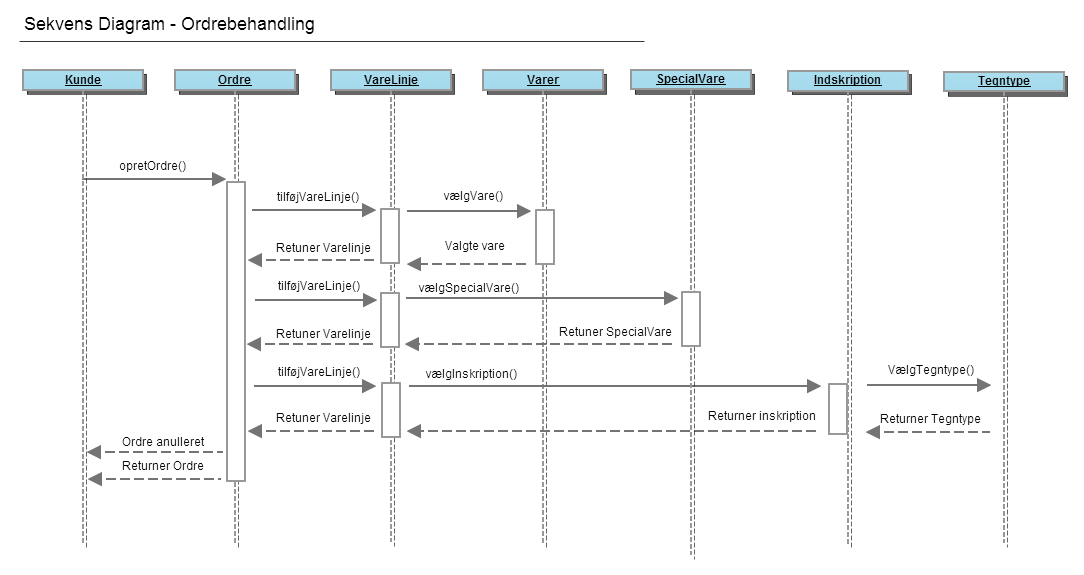 Sekvens Diagram - Ordrebehandling
Kunde
Ordre
VareLinje
Varer
SpecialVare
Indskription
Tegntype
opretOrdre()
tilføjVareLinje()
vælgVare()
Retuner Varelinje
Valgte vare
tilføjVareLinje()
vælgSpecialVare()
Retuner Varelinje
Retuner SpecialVare
tilføjVareLinje()
vælgInskription()
VælgTegntype()
Retuner Varelinje
Returner inskription
Returner Tegntype
Ordre anulleret
Returner Ordre